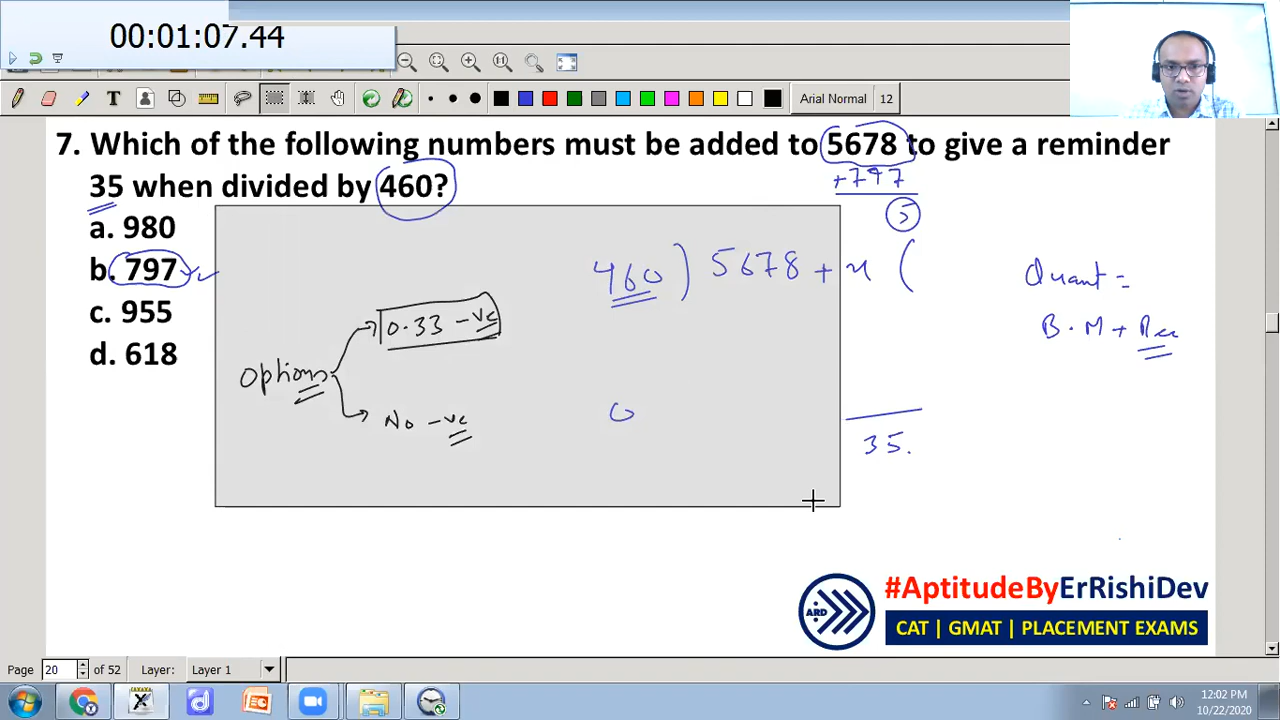 00:01:07.44
Arial Normal 12
7. Which of the following numbers must be added to 5678 to give a reminder
35 when divided by 460?
+797
5
a. 980
b. 797
c. 955
d. 618
460 ) 5678 + x (
Quant =
B. M + Rea
0.33 -ve
Options
No -ve
0
35.
#AptitudeByErRishiDev
ARD
CAT | GMAT | PLACEMENT EXAMS
Page 20 of 52 Layer: Layer 1
12:02 PM
10/22/2020